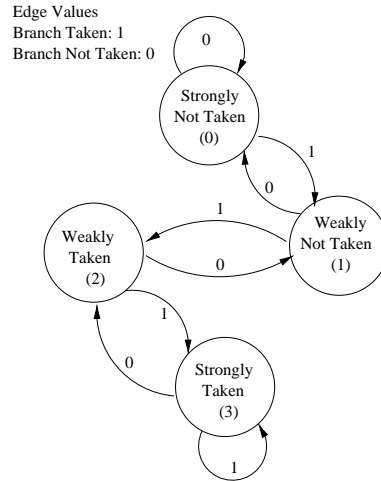 Edge Values
Branch Taken: 1
Branch Not Taken: 0
0
Strongly
Not Taken
(0)
1
0
Weakly
Not Taken
(1)
1
Weakly
Taken
(2)
0
1
0
Strongly
Taken
(3)
1